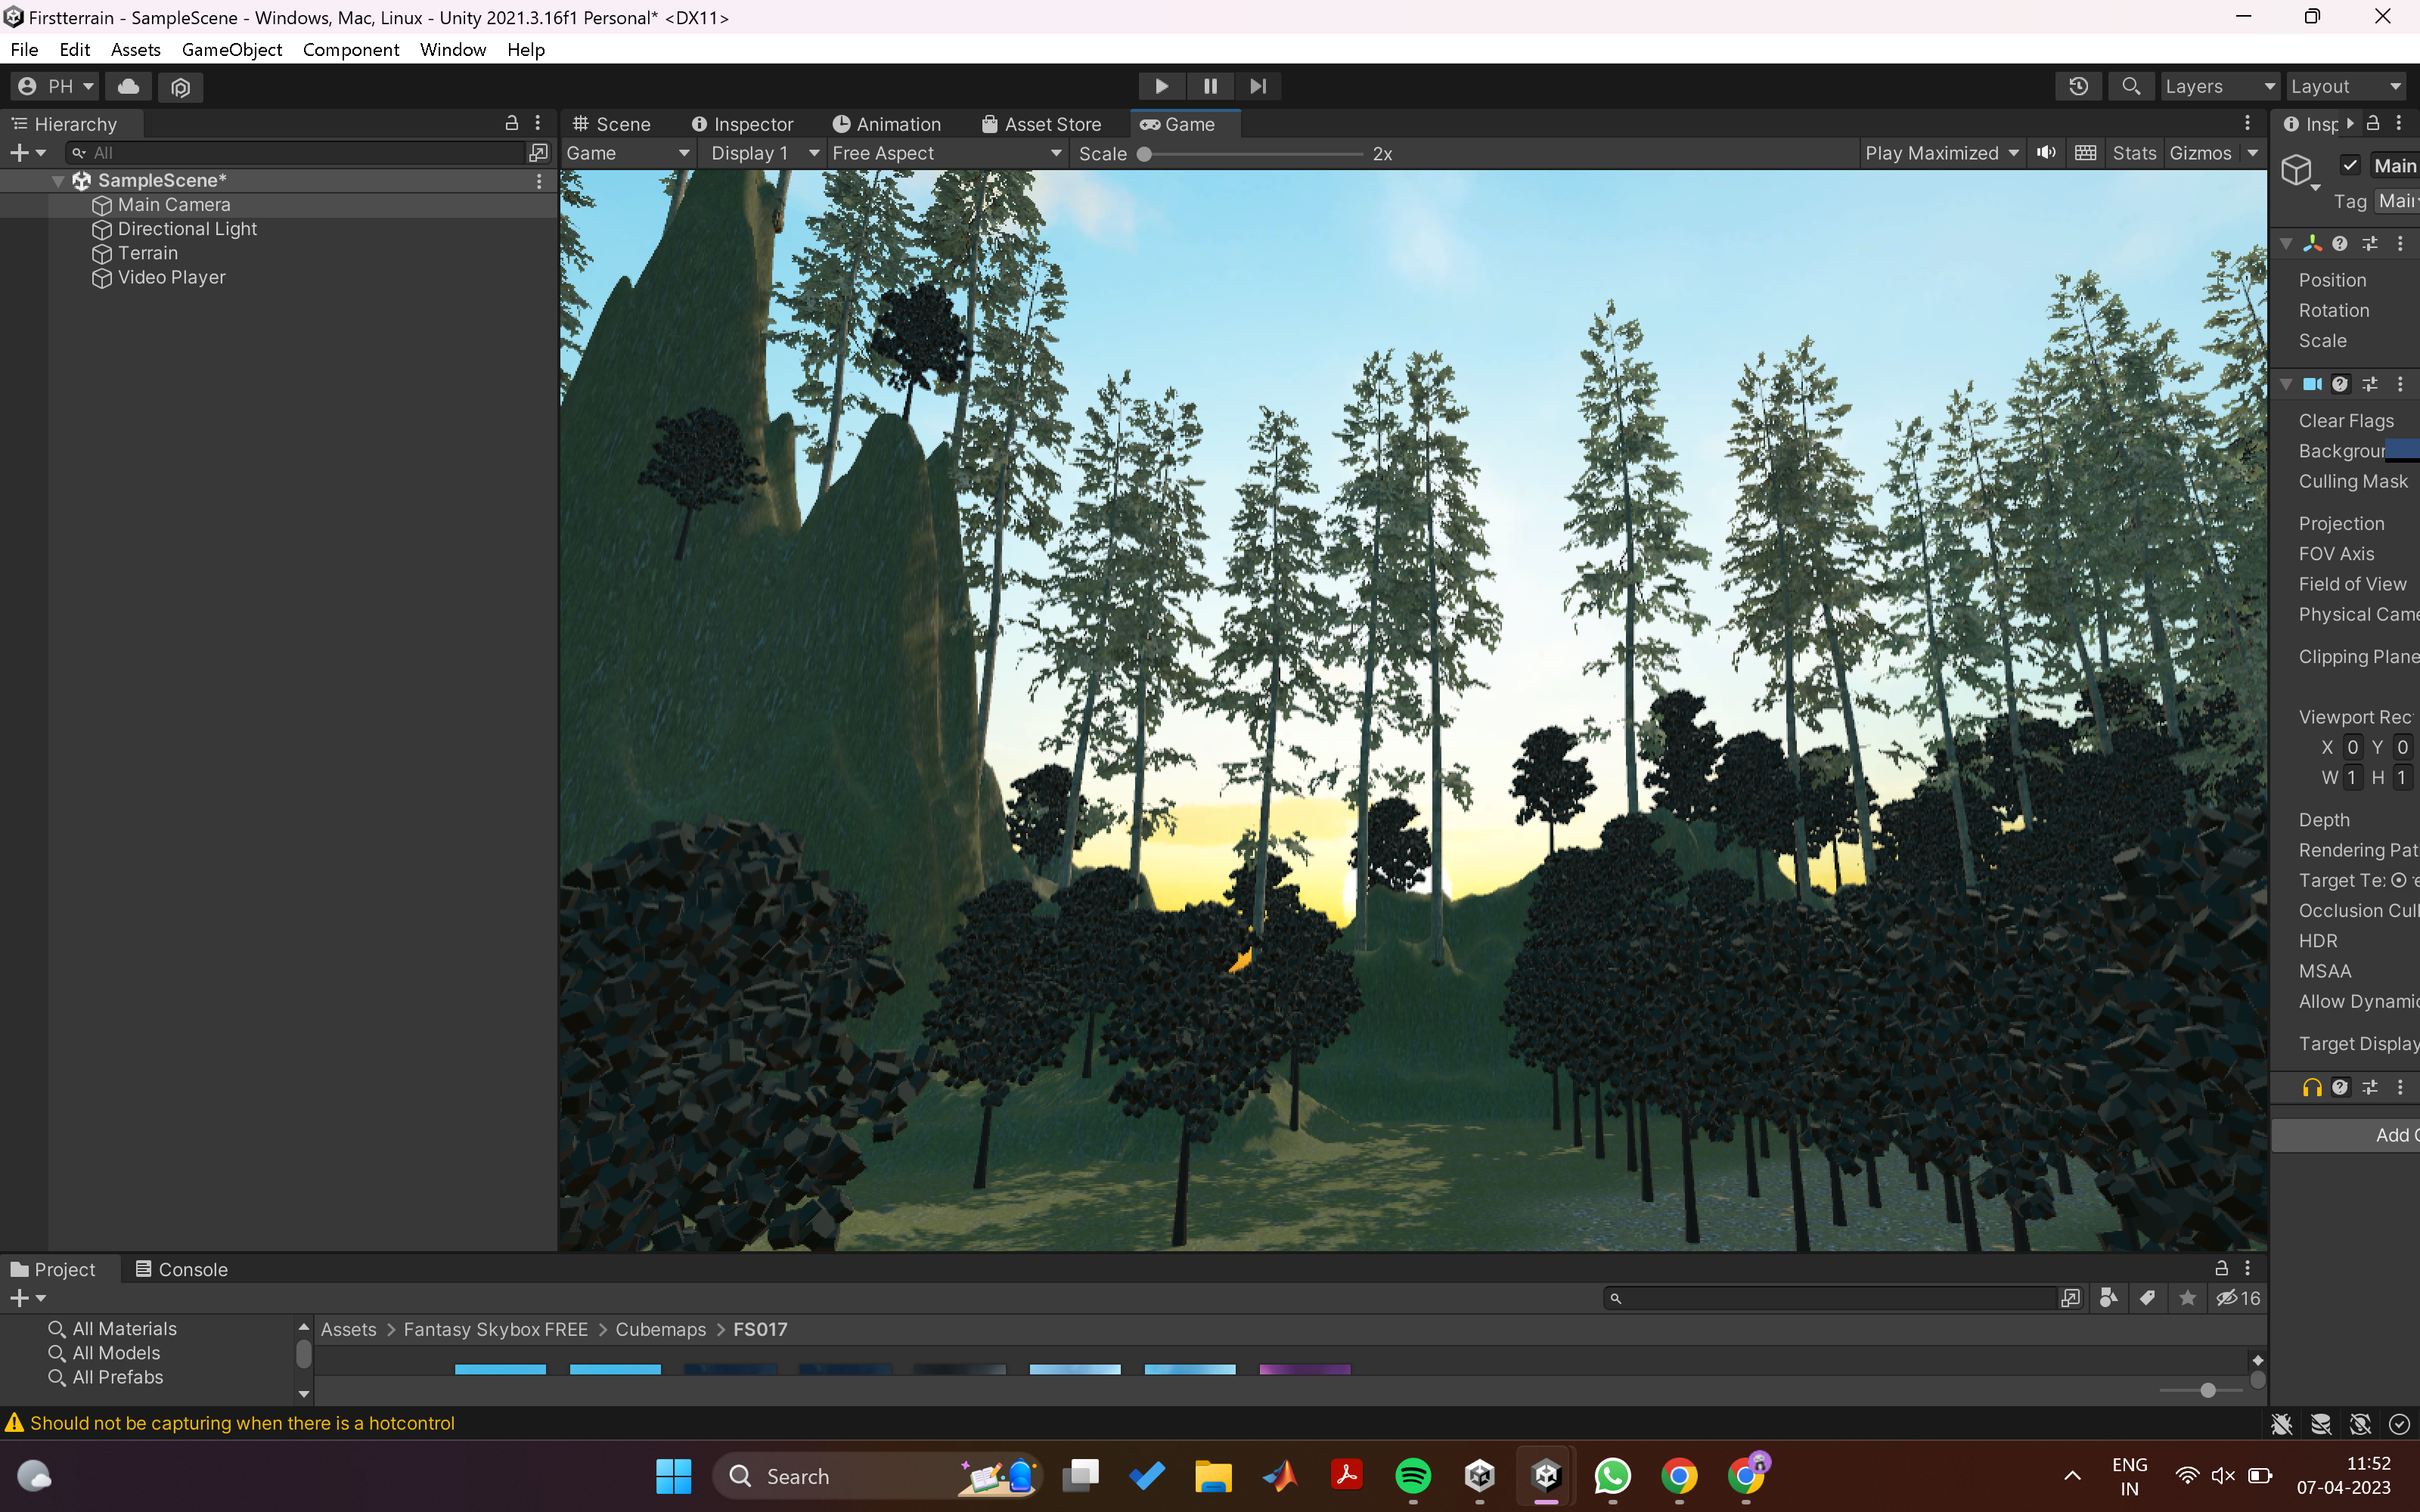 Firstterrain - SampleScene - Windows, Mac, Linux - Unity 2021.3.16f1 Personal* <DX11>
File Edit Assets GameObject Component Window Help
PH Layers Layout
Hierarchy Scene Inspector Animation Asset Store Game Insp
All Game Display 1 Free Aspect Scale 2x Play Maximized Stats Gizmos
SampleScene*
Main Camera
Directional Light
Terrain
Video Player
Main
Tag Mai
Position
Rotation
Scale
Clear Flags
Backgrour
Culling Mask
Projection
FOV Axis
Field of View
Physical Came
Clipping Plane
Viewport Rec
X 0 Y 0
W 1 H 1
Depth
Rendering Pat
Target Te
Occlusion Cull
HDR
MSAA
Allow Dynamic
Target Display
Add
Project Console
16
All Materials
All Models
All Prefabs
Assets > Fantasy Skybox FREE > Cubemaps > FS017
Should not be capturing when there is a hotcontrol
Search
ENG
IN
11:52
07-04-2023